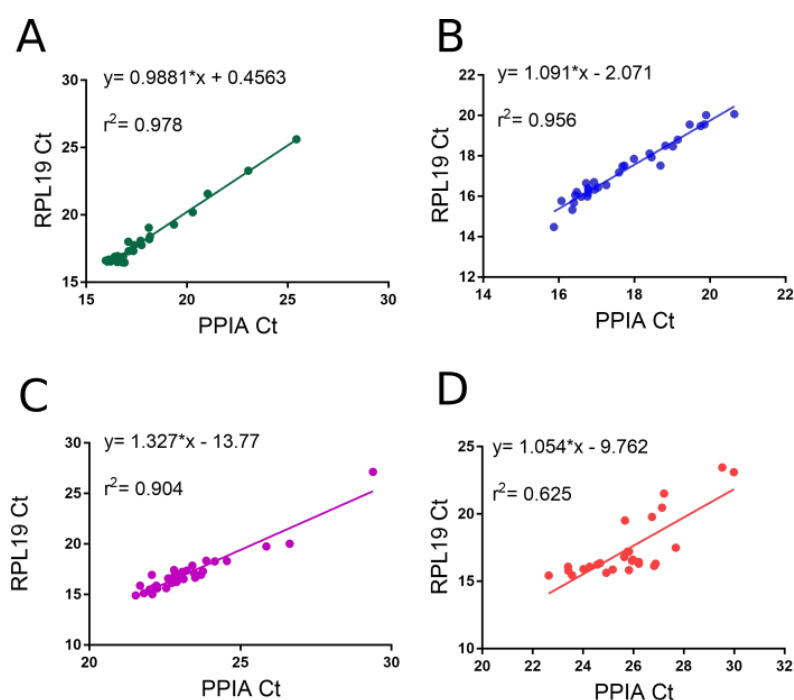 A
y= 0.9881*x + 0.4563
r2= 0.978
30
25
20
15
15
20
25
30
RPL19 Ct
PPIA Ct
B
y= 1.091*x - 2.071
r2= 0.956
22
20
18
16
14
12
14
16
18
20
22
RPL19 Ct
PPIA Ct
C
y= 1.327*x - 13.77
r2= 0.904
30
25
20
15
10
20
25
30
RPL19 Ct
PPIA Ct
D
y= 1.054*x - 9.762
r2= 0.625
25
20
15
10
20
22
24
26
28
30
32
RPL19 Ct
PPIA Ct